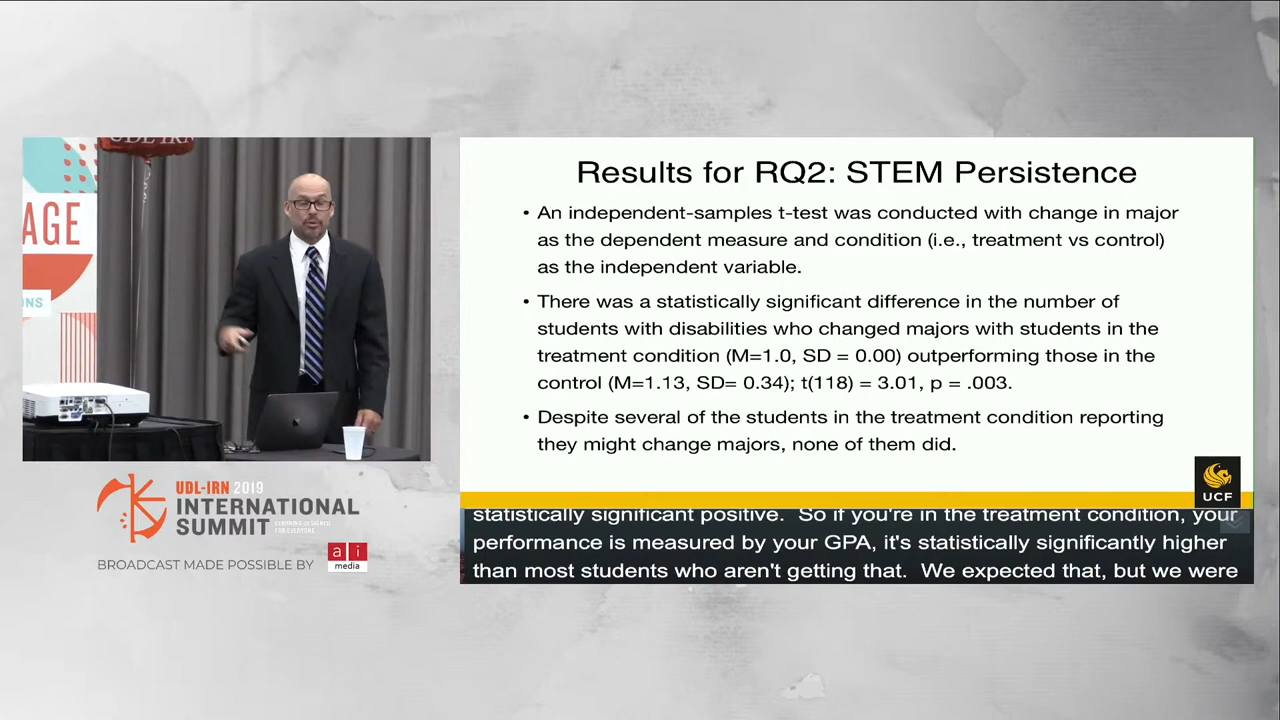 UDL-IRN
AGE
NS
Results for RQ2: STEM Persistence
• An independent-samples t-test was conducted with change in major
as the dependent measure and condition (i.e., treatment vs control)
as the independent variable.
• There was a statistically significant difference in the number of
students with disabilities who changed majors with students in the
treatment condition (M=1.0, SD = 0.00) outperforming those in the
control (M=1.13, SD= 0.34); t(118) = 3.01, p = .003.
• Despite several of the students in the treatment condition reporting
they might change majors, none of them did.
UCF
statistically significant positive. So if you're in the treatment condition, your
performance is measured by your GPA, it's statistically significantly higher
than most students who aren't getting that. We expected that, but we were
UDL-IRN 2019
INTERNATIONAL
SUMMIT
FOR EVERYONE
BROADCAST MADE POSSIBLE BY
ai
media